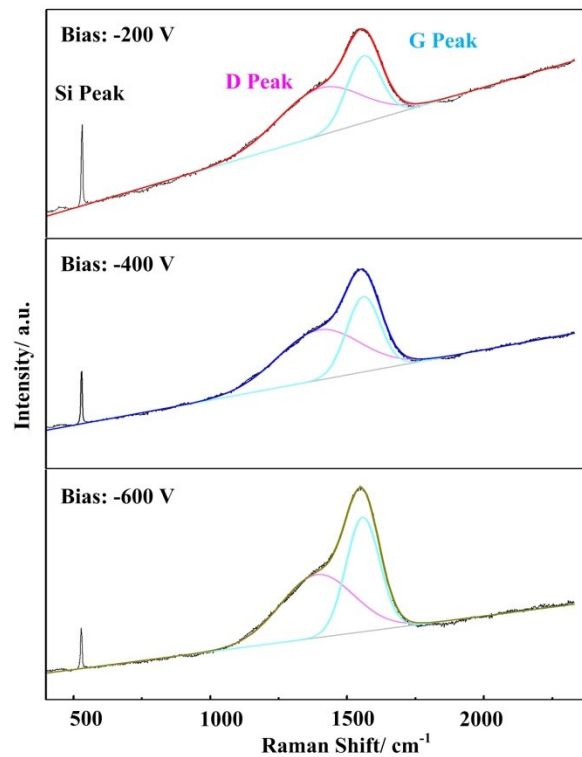 Bias: -200 V
G Peak
D Peak
Si Peak
Bias: -400 V
Intensity/ a.u.
Bias: -600 V
500 1000 1500 2000
Raman Shift/ cm⁻¹